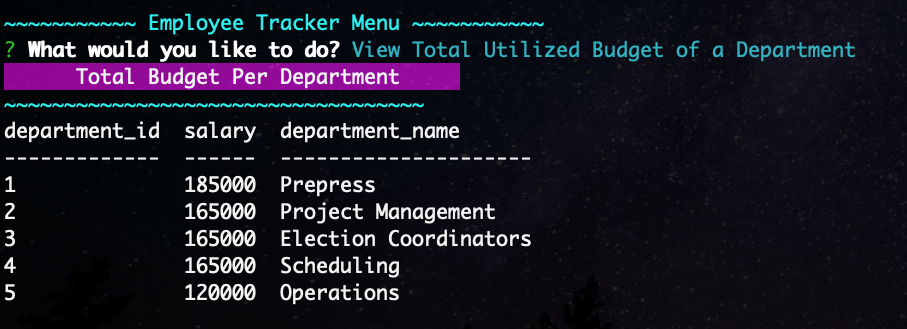 ~~~~~~~~~~~ Employee Tracker Menu ~~~~~~~~~~~
? What would you like to do? View Total Utilized Budget of a Department
Total Budget Per Department
~~~~~~~~~~~~~~~~~~~~~~~~~~~~~~~~~~~
department_id  salary  department_name
-------------  ------  ---------------------
1              185000  Prepress
2              165000  Project Management
3              165000  Election Coordinators
4              165000  Scheduling
5              120000  Operations